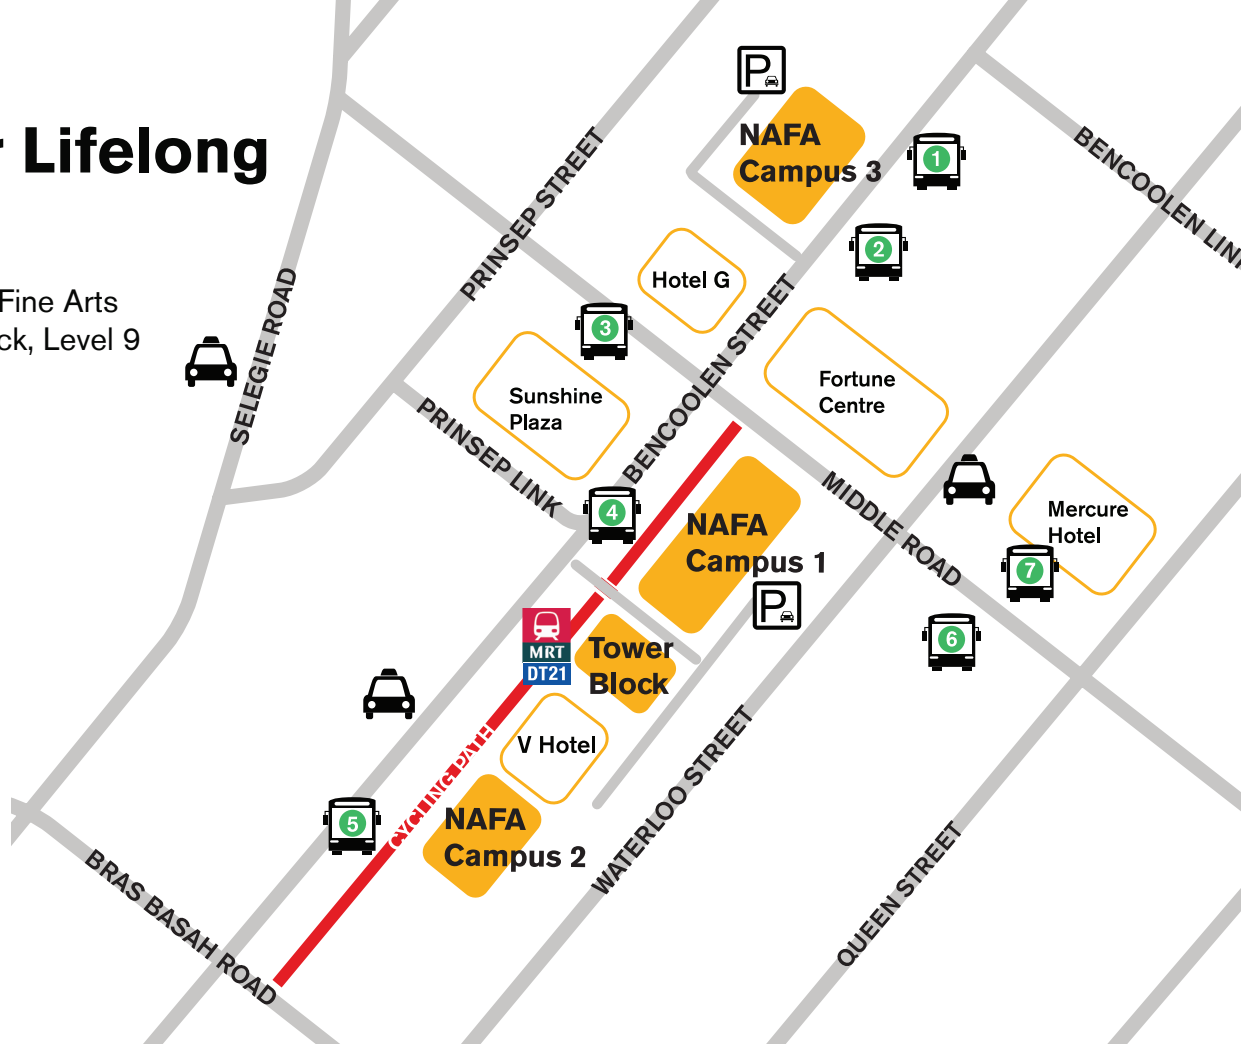 r Lifelong
Fine Arts
ck, Level 9
P
NAFA
Campus 3
1
2
BENCOOLEN LINK
PRINSEP STREET
Hotel G
3
SELEGIE ROAD
BENCOOLEN STREET
Sunshine
Plaza
Fortune
Centre
PRINSEP LINK
4
NAFA
Campus 1
MIDDLE ROAD
Mercure
Hotel
7
P
6
MRT
DT21
Tower
Block
V Hotel
CYCLING PATH
5
NAFA
Campus 2
WATERLOO STREET
QUEEN STREET
BRAS BASAH ROAD